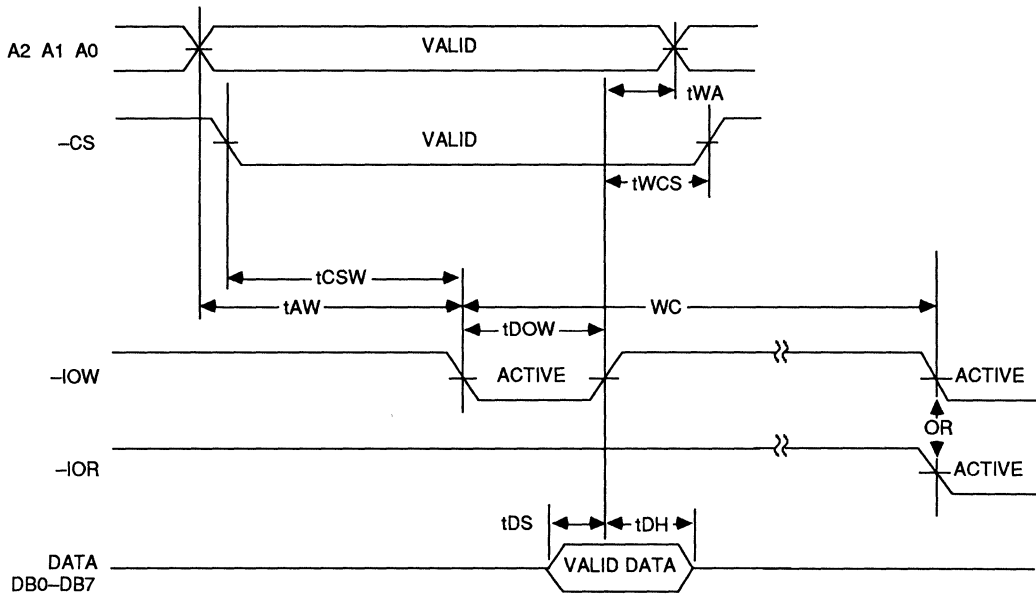 A2 A1 A0
VALID
tWA
–CS
VALID
tWCS
tCSW
tAW
WC
tDOW
–IOW
ACTIVE
ACTIVE
OR
–IOR
ACTIVE
tDS
tDH
DATA
DB0–DB7
VALID DATA